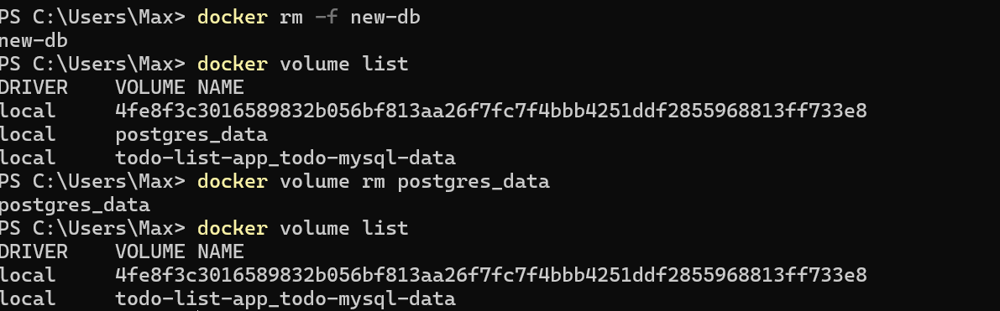 PS C:\Users\Max> docker rm -f new-db
new-db
PS C:\Users\Max> docker volume list
DRIVER    VOLUME NAME
local     4fe8f3c3016589832b056bf813aa26f7fc7f4bbb4251ddf2855968813ff733e8
local     postgres_data
local     todo-list-app_todo-mysql-data
PS C:\Users\Max> docker volume rm postgres_data
postgres_data
PS C:\Users\Max> docker volume list
DRIVER    VOLUME NAME
local     4fe8f3c3016589832b056bf813aa26f7fc7f4bbb4251ddf2855968813ff733e8
local     todo-list-app_todo-mysql-data